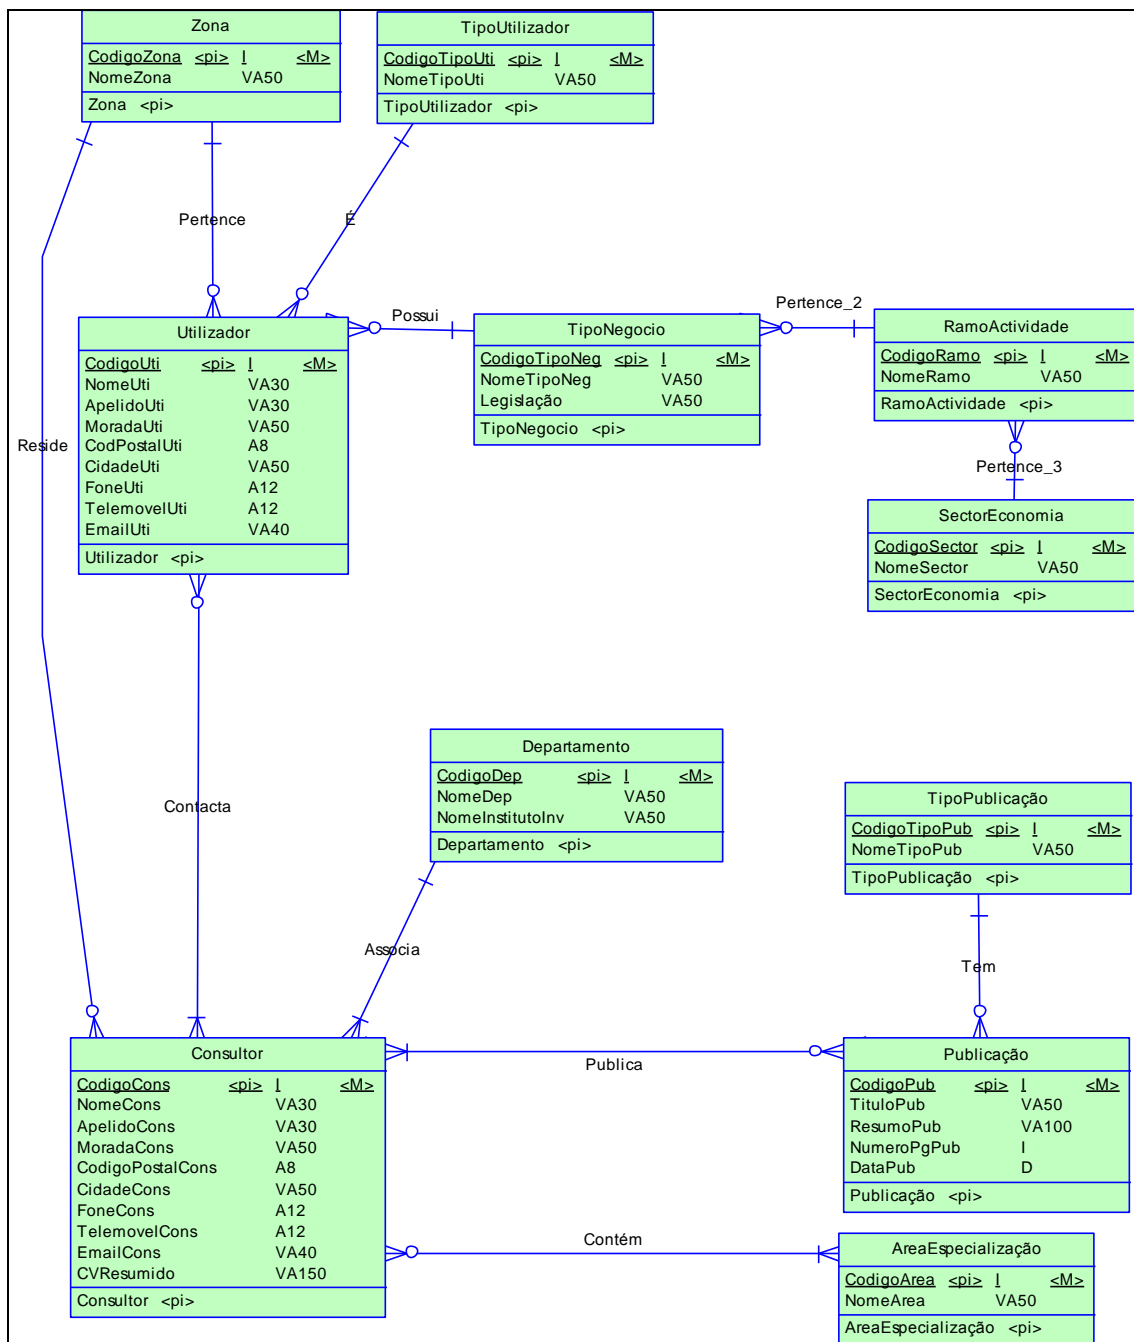 Zona
CodigoZona <pi> I <M>
NomeZona VA50
Zona <pi>
TipoUtilizador
CodigoTipoUti <pi> I <M>
NomeTipoUti VA50
TipoUtilizador <pi>
Pertence
É
Reside
Utilizador
CodigoUti <pi> I <M>
NomeUti VA30
ApelidoUti VA30
MoradaUti VA50
CodPostalUti A8
CidadeUti VA50
FoneUti A12
TelemovelUti A12
EmailUti VA40
Utilizador <pi>
Possui
TipoNegocio
CodigoTipoNeg <pi> I <M>
NomeTipoNeg VA50
Legislação VA50
TipoNegocio <pi>
Pertence_2
RamoActividade
CodigoRamo <pi> I <M>
NomeRamo VA50
RamoActividade <pi>
Pertence_3
SectorEconomia
CodigoSector <pi> I <M>
NomeSector VA50
SectorEconomia <pi>
Contacta
Departamento
CodigoDep <pi> I <M>
NomeDep VA50
NomeInstitutoInv VA50
Departamento <pi>
Associa
TipoPublicação
CodigoTipoPub <pi> I <M>
NomeTipoPub VA50
TipoPublicação <pi>
Tem
Consultor
CodigoCons <pi> I <M>
NomeCons VA30
ApelidoCons VA30
MoradaCons VA50
CodigoPostalCons A8
CidadeCons VA50
FoneCons A12
TelemovelCons A12
EmailCons VA40
CVResumido VA150
Consultor <pi>
Publica
Publicação
CodigoPub <pi> I <M>
TituloPub VA50
ResumoPub VA100
NumeroPgPub I
DataPub D
Publicação <pi>
Contém
AreaEspecialização
CodigoArea <pi> I <M>
NomeArea VA50
AreaEspecialização <pi>